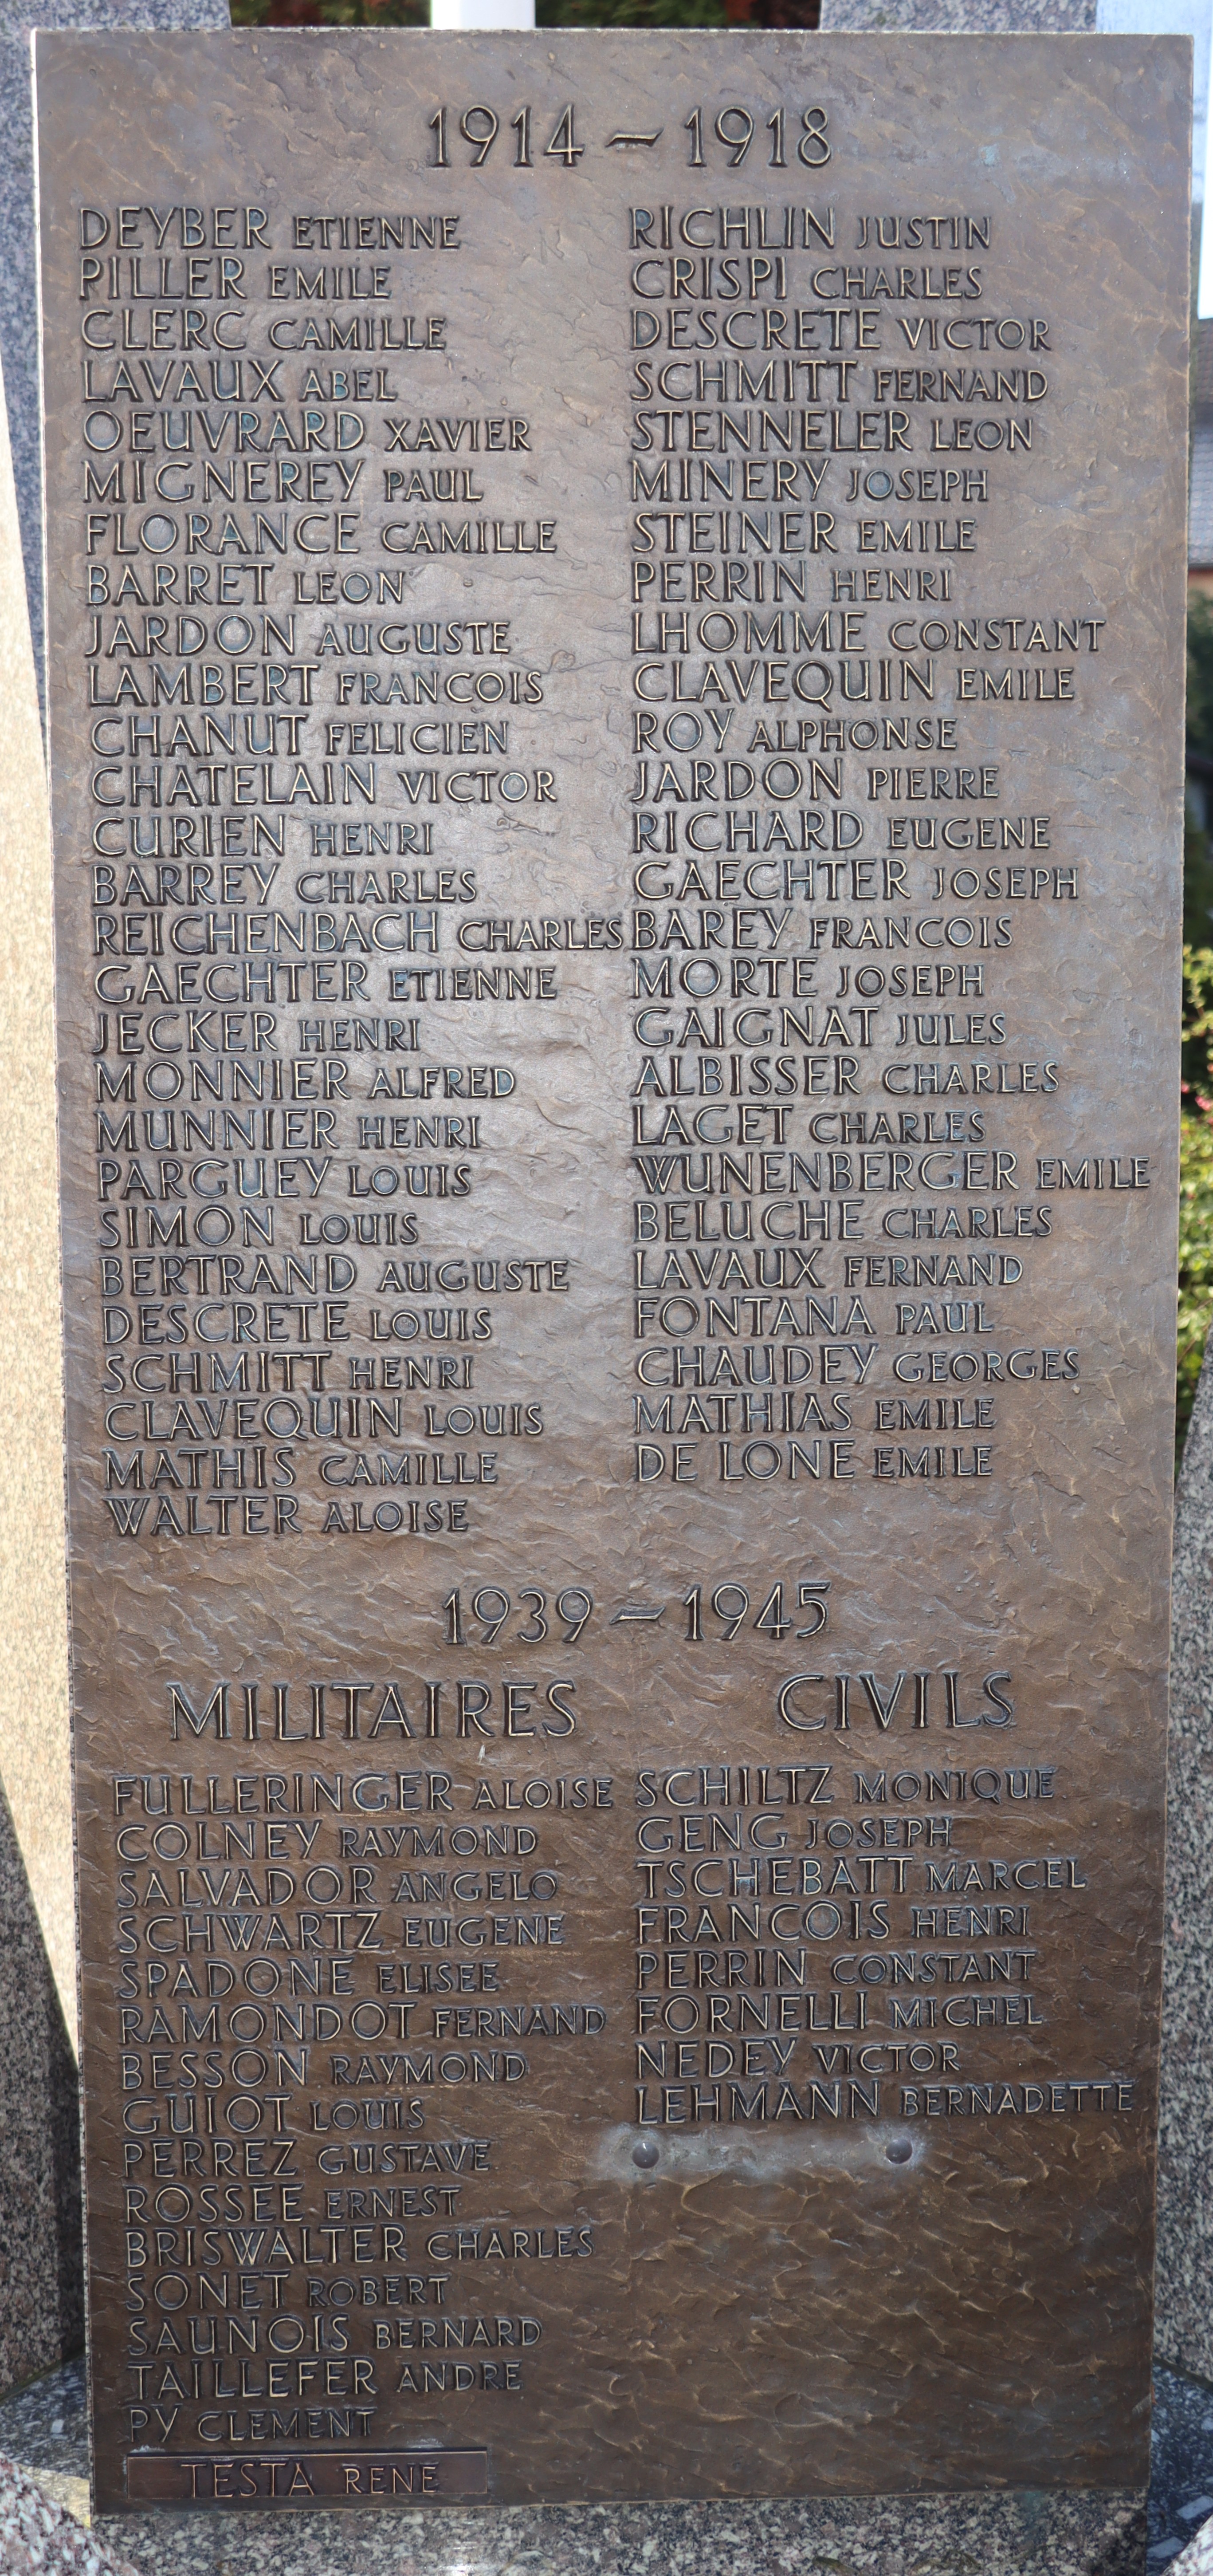 1914 – 1918
DEYBER ETIENNE
PILLER EMILE
CLERC CAMILLE
LAVAUX ABEL
OEUVRARD XAVIER
MIGNEREY PAUL
FLORANCE CAMILLE
BARRET LEON
JARDON AUGUSTE
LAMBERT FRANCOIS
CHANUT FELICIEN
CHATELAIN VICTOR
CURIEN HENRI
BARREY CHARLES
REICHENBACH CHARLES
GAECHTER ETIENNE
JECKER HENRI
MONNIER ALFRED
MUNNIER HENRI
PARGUEY LOUIS
SIMON LOUIS
BERTRAND AUGUSTE
DESCRETE LOUIS
SCHMITT HENRI
CLAVEQUIN LOUIS
MATHIS CAMILLE
WALTER ALOISE
RICHLIN JUSTIN
CRISPI CHARLES
DESCRETE VICTOR
SCHMITT FERNAND
STENNELER LEON
MINERY JOSEPH
STEINER EMILE
PERRIN HENRI
LHOMME CONSTANT
CLAVEQUIN EMILE
ROY ALPHONSE
JARDON PIERRE
RICHARD EUGENE
GAECHTER JOSEPH
BAREY FRANCOIS
MORTE JOSEPH
GAIGNAT JULES
ALBISSER CHARLES
LAGET CHARLES
WUNENBERGER EMILE
BELUCHE CHARLES
LAVAUX FERNAND
FONTANA PAUL
CHAUDEY GEORGES
MATHIAS EMILE
DE LONE EMILE
1939 – 1945
MILITAIRES
FULLERINGER ALOISE
COLNEY RAYMOND
SALVADOR ANGELO
SCHWARTZ EUGENE
SPADONE ELISEE
RAMONDOT FERNAND
BESSON RAYMOND
GUIOT LOUIS
PERREZ GUSTAVE
ROSSEE ERNEST
BRISWALTER CHARLES
SONET ROBERT
SAUNOIS BERNARD
TAILLEFER ANDRE
PY CLEMENT
TESTA RENE
CIVILS
SCHILTZ MONIQUE
GENG JOSEPH
TSCHEBATT MARCEL
FRANCOIS HENRI
PERRIN CONSTANT
FORNELLI MICHEL
NEDEY VICTOR
LEHMANN BERNADETTE